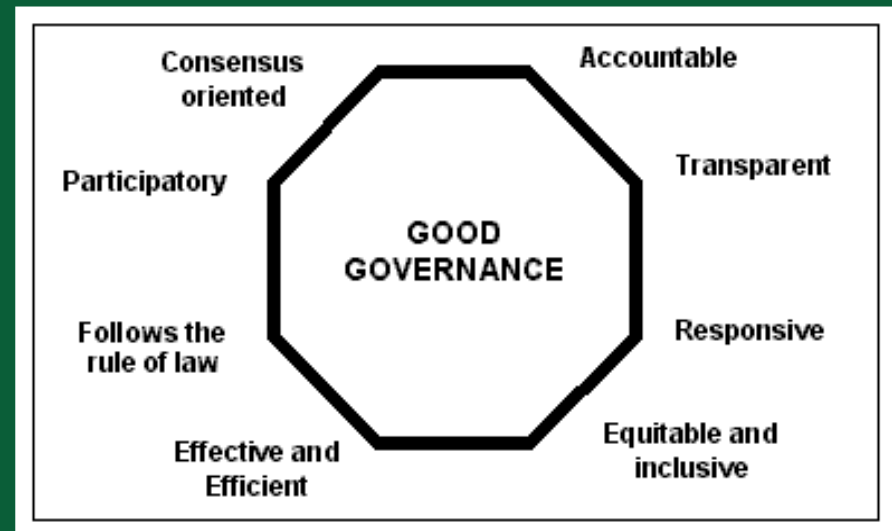 Consensus
oriented
Accountable
Participatory
Transparent
GOOD
GOVERNANCE
Follows the
rule of law
Responsive
Effective and
Efficient
Equitable and
inclusive